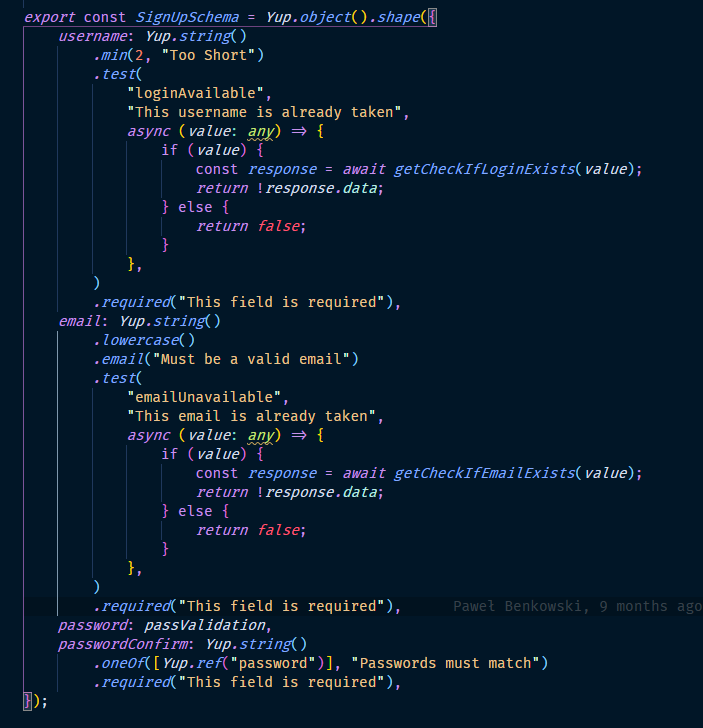 export const SignUpSchema = Yup.object().shape({
username: Yup.string()
.min(2, "Too Short")
.test(
"loginAvailable",
"This username is already taken",
async (value: any) => {
if (value) {
const response = await getCheckIfLoginExists(value);
return !response.data;
} else {
return false;
}
},
)
.required("This field is required"),
email: Yup.string()
.lowercase()
.email("Must be a valid email")
.test(
"emailUnavailable",
"This email is already taken",
async (value: any) => {
if (value) {
const response = await getCheckIfEmailExists(value);
return !response.data;
} else {
return false;
}
},
)
.required("This field is required"), Paweł Benkowski, 9 months ago
password: passValidation,
passwordConfirm: Yup.string()
.oneOf([Yup.ref("password")], "Passwords must match")
.required("This field is required"),
});